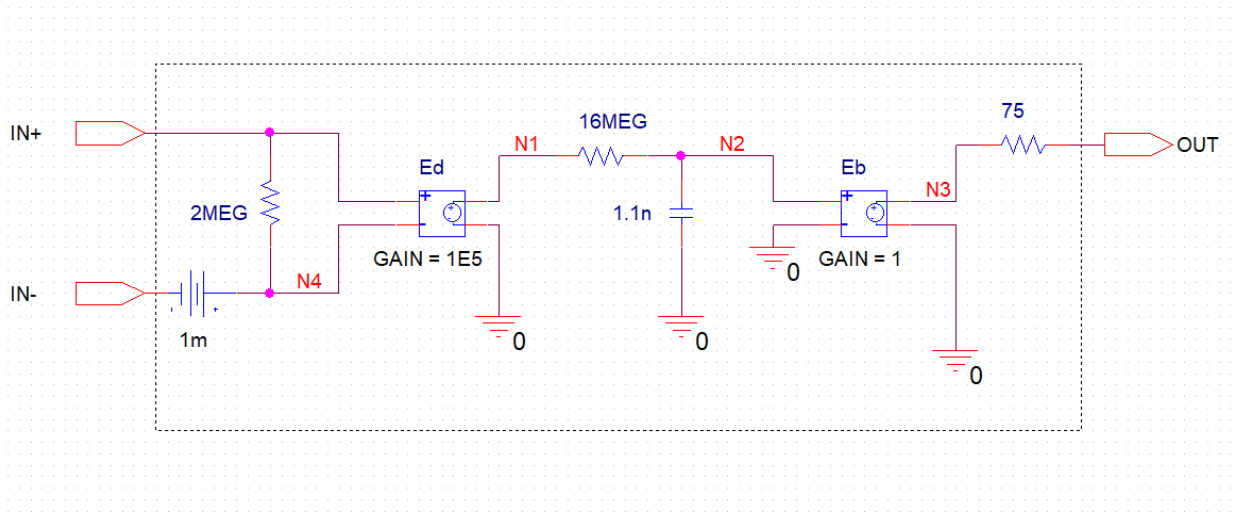 75
16MEG
IN+
N1
N2
OUT
Ed
Eb
+
+
+
+
N3
2MEG
1.1n
-
-
-
-
GAIN = 1E5
GAIN = 1
0
N4
IN-
- +
1m
0
0
0